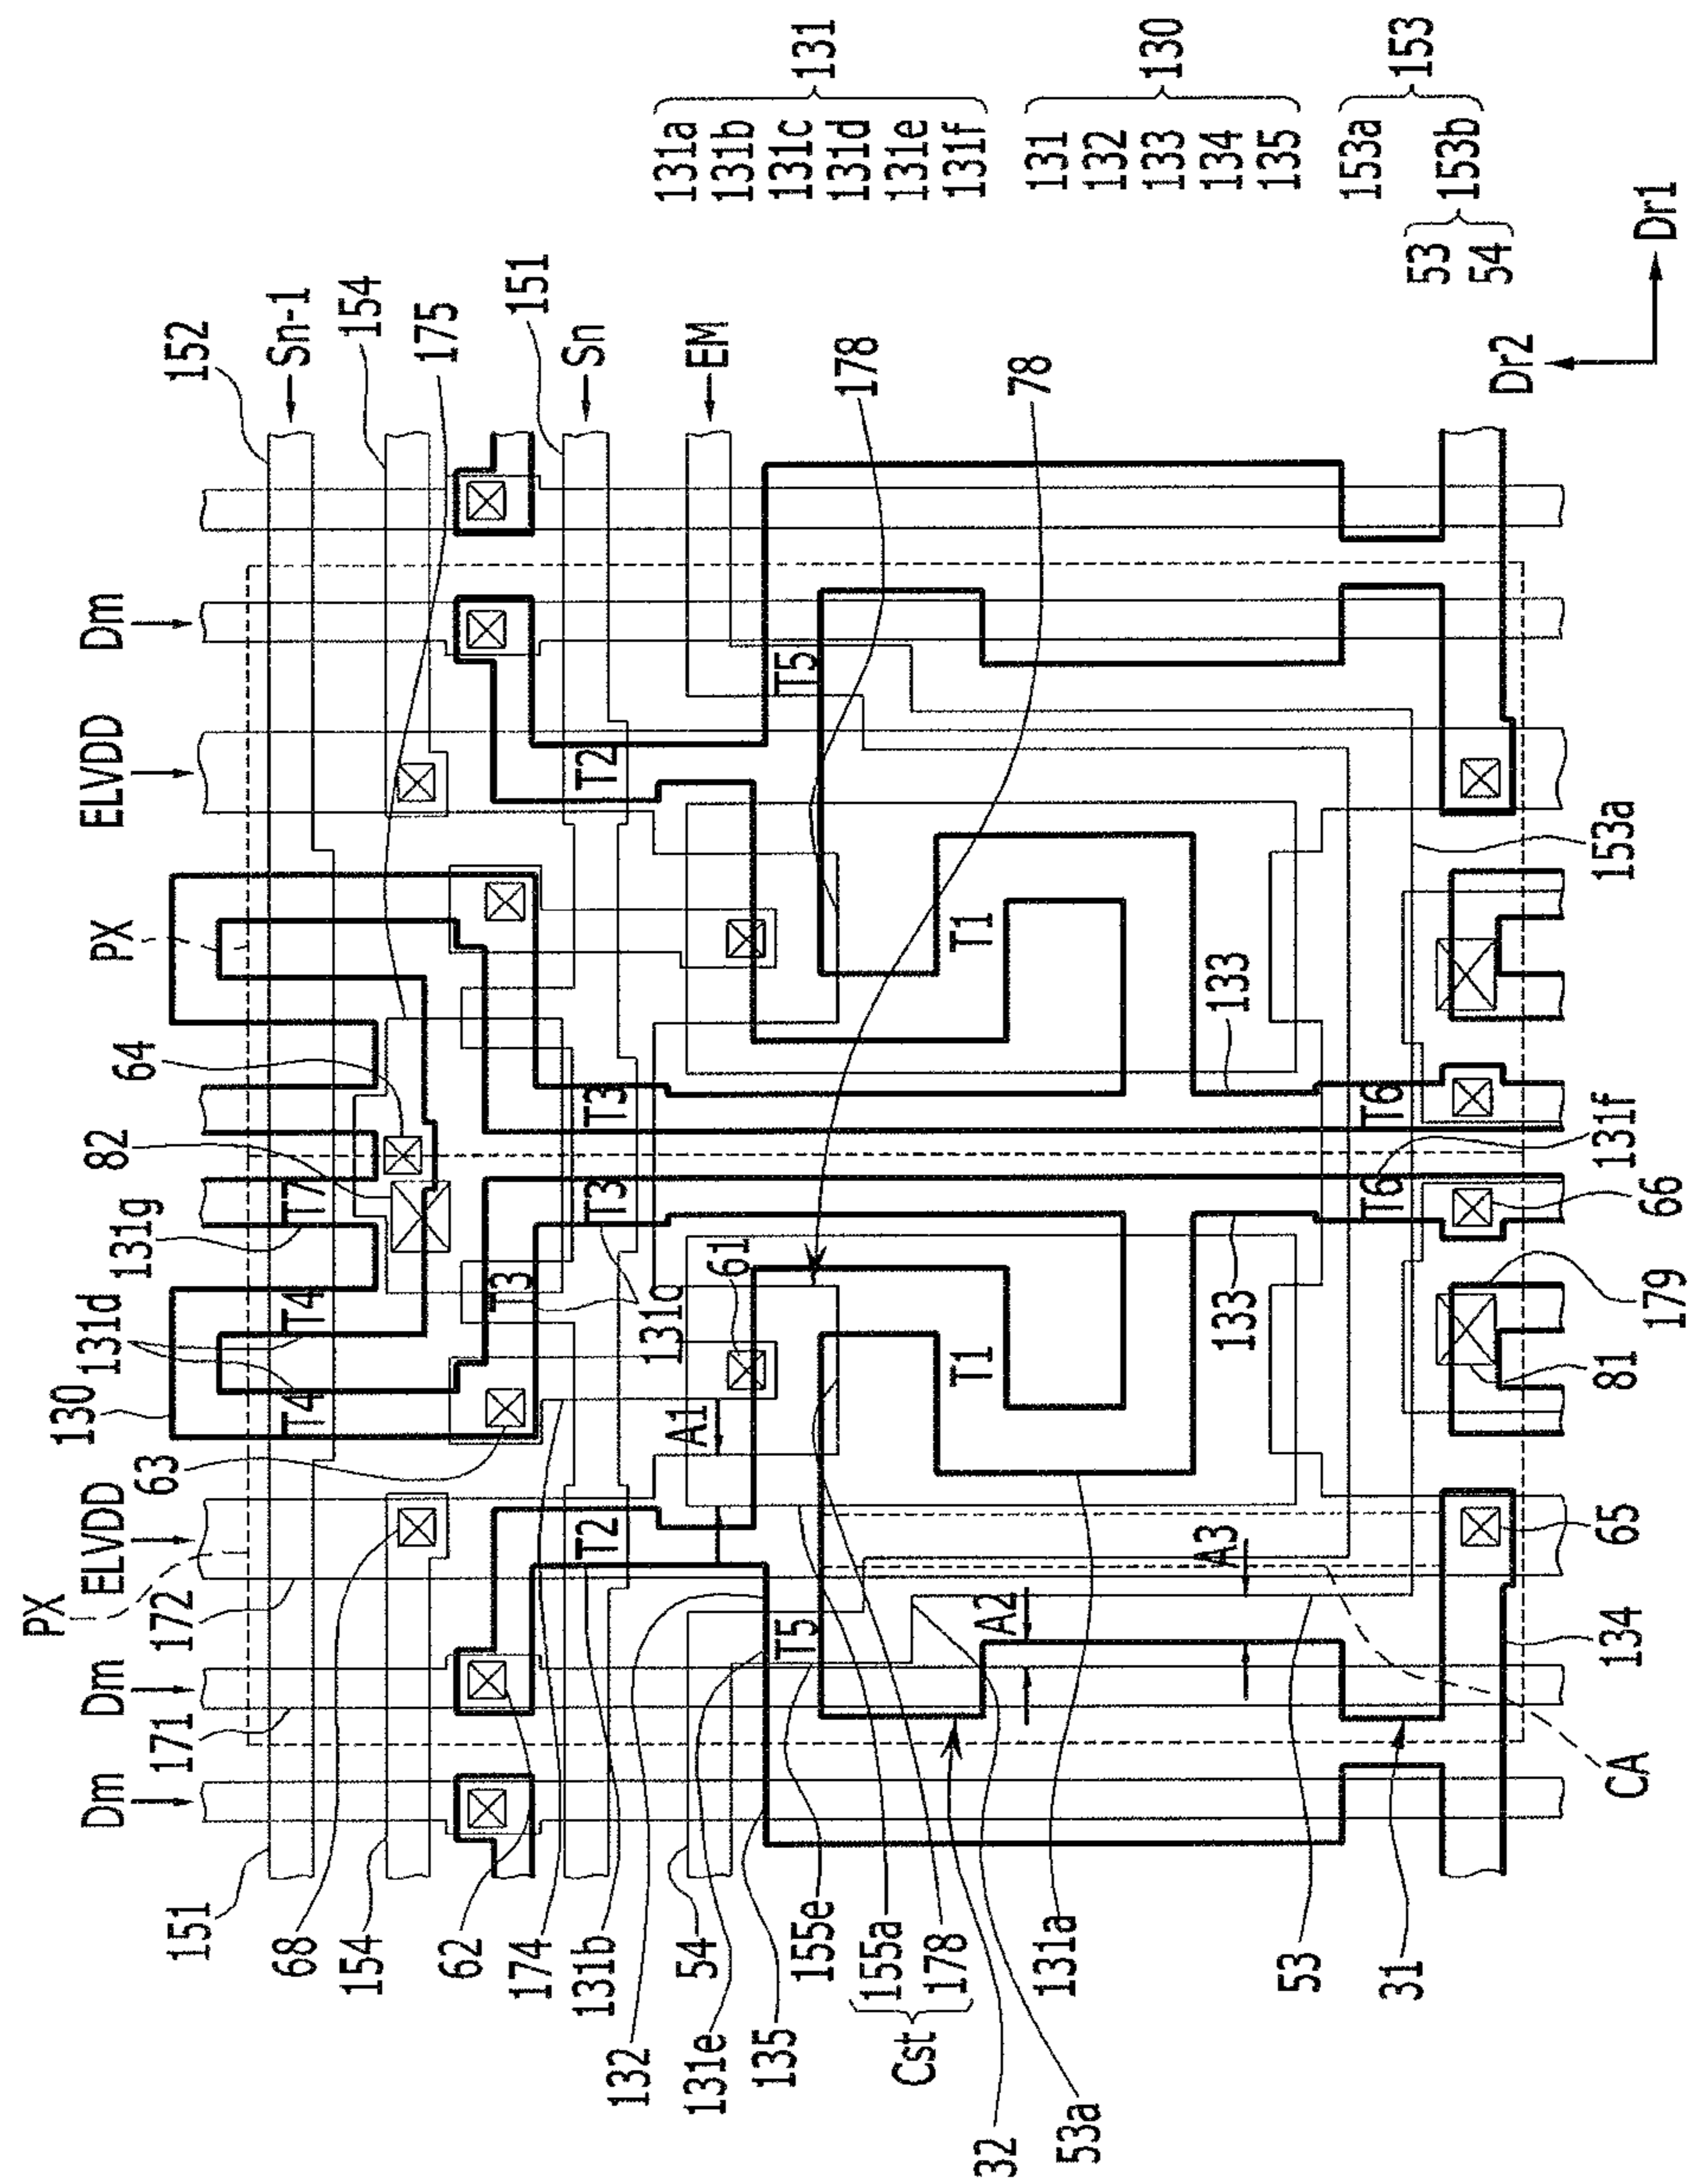 PX
130
Dm
171
Dm
172
ELVDD
63
131d
131g
82
64
PX
ELVDD
Dm
151
68
154
62
174
131b
132
131e
54
135
155e
155a
178
Cst
32
53a
131a
53
31
CA
134
65
81
179
66
131f
133
133
153a
T4
T4
T7
T3
T3
T3
131c
61
A1
T2
T2
T5
T5
T1
T1
A2
A3
T6
T6
152
Sn-1
154
175
151
Sn
EM
178
78
131a
131b
131c
131d
131e
131f
131
131
132
133
134
135
130
153a
153b
153
53
54
Dr2
Dr1